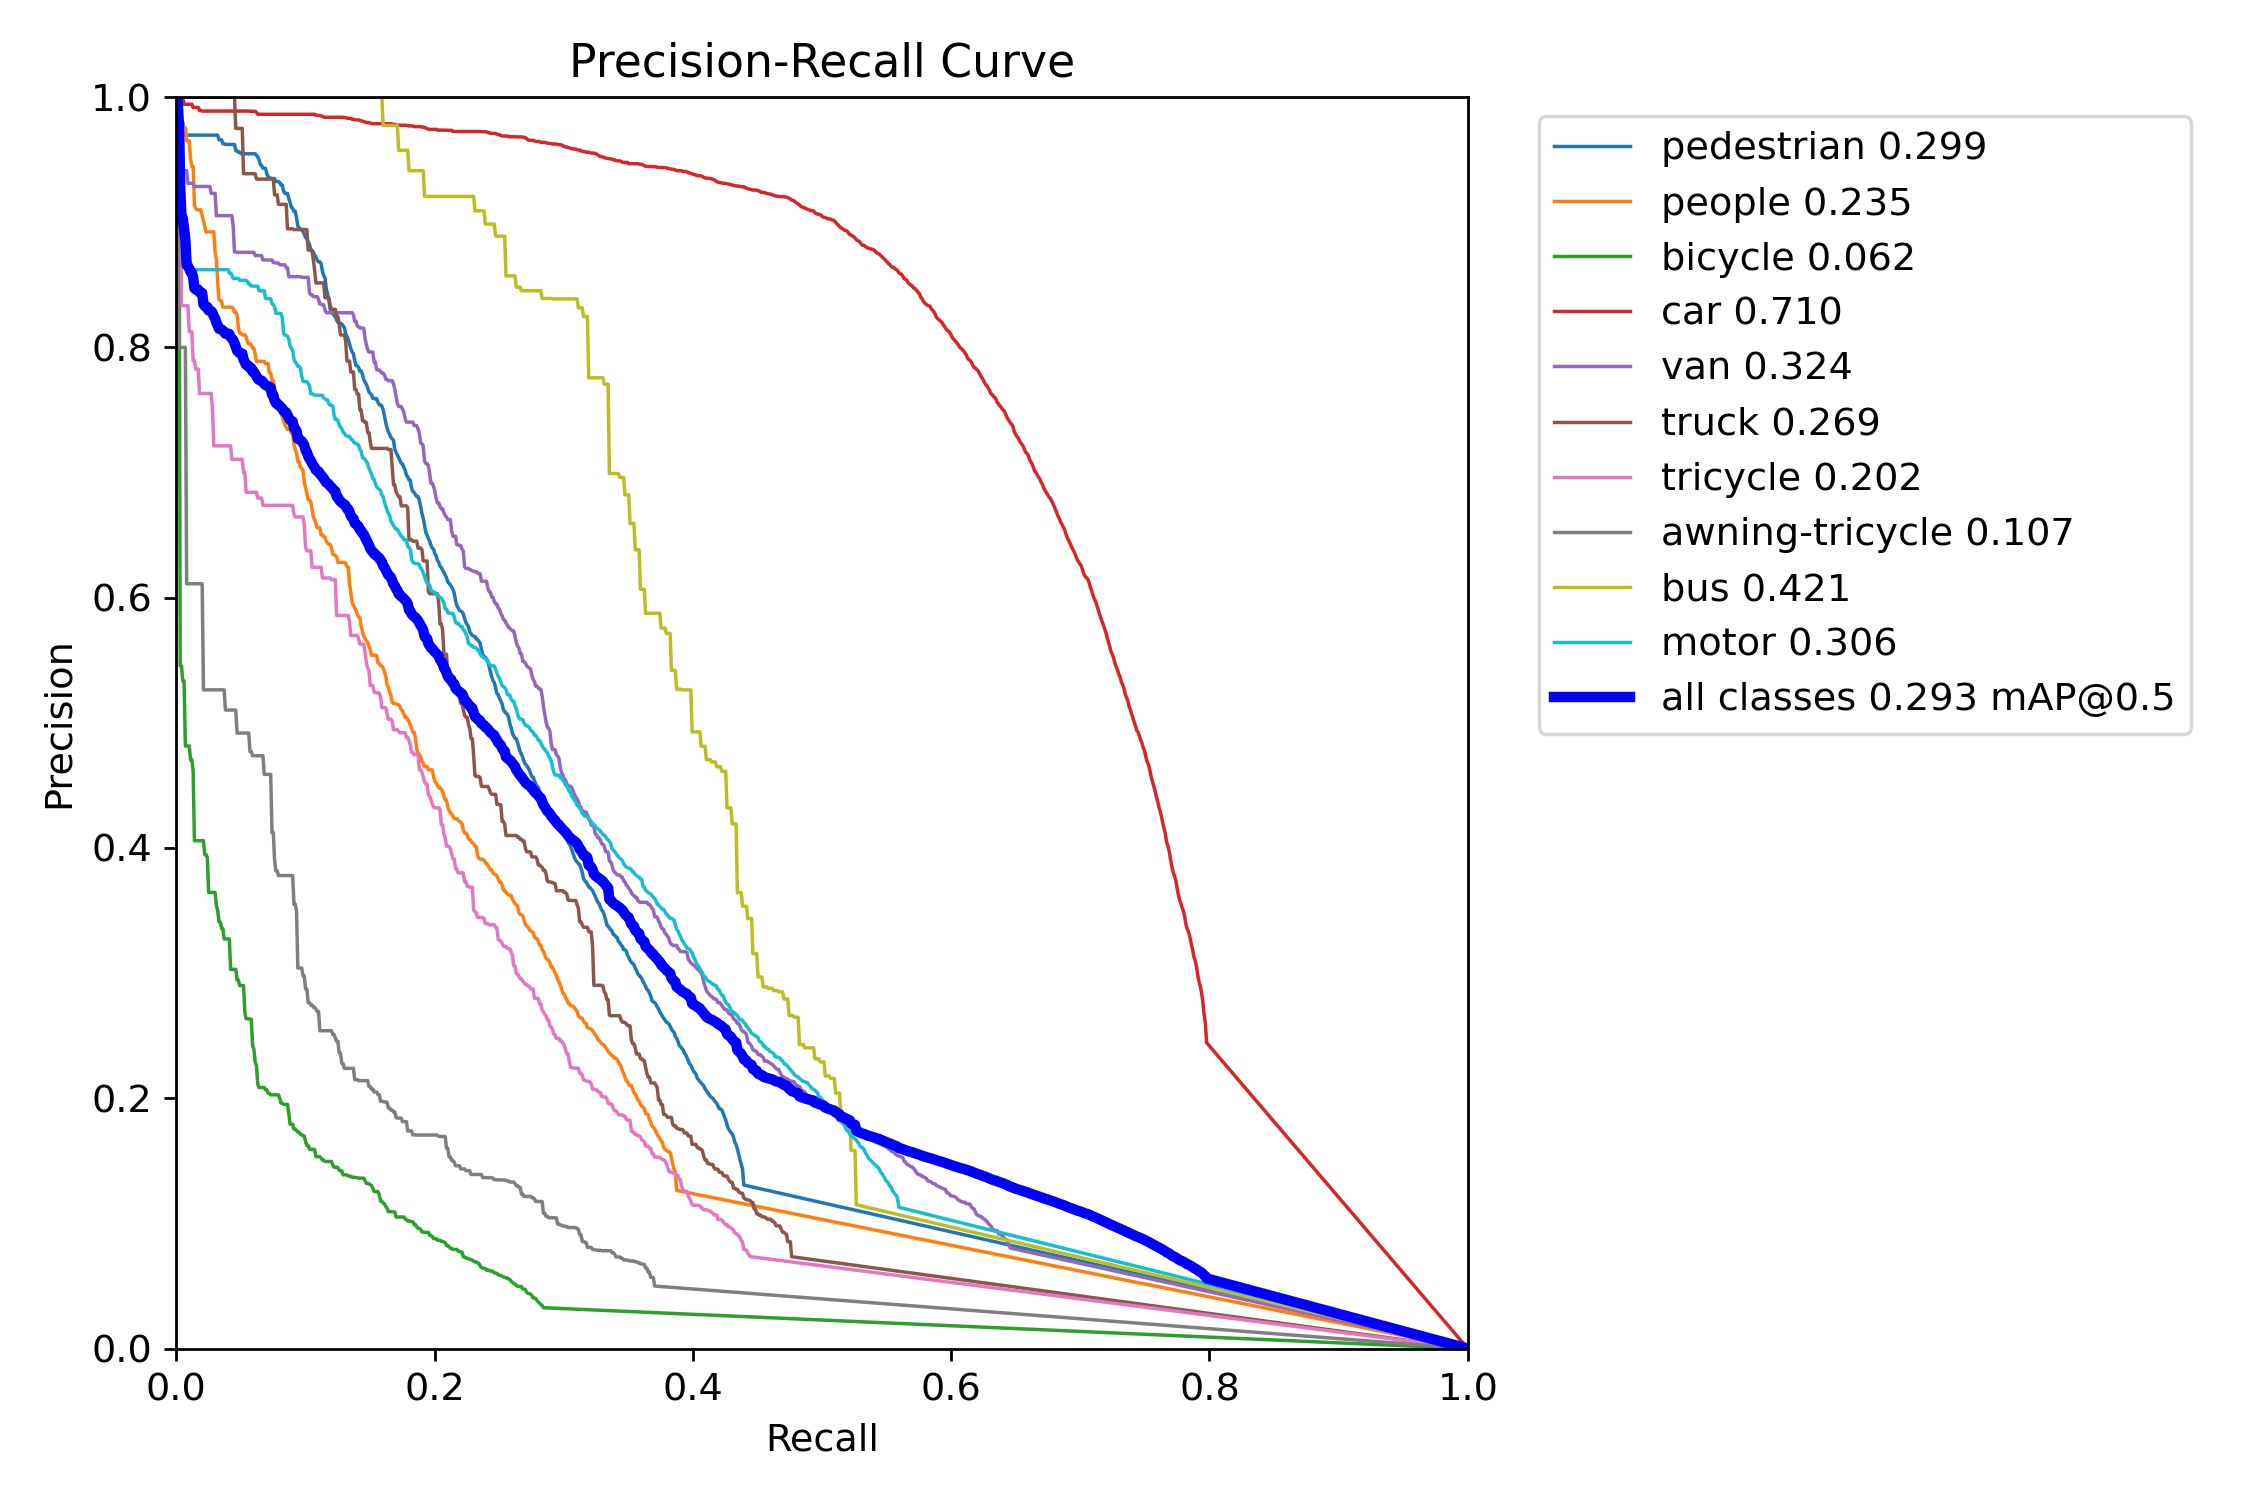 Precision-Recall Curve
1.0
0.8
0.6
0.4
0.2
0.0
Precision
0.0 0.2 0.4 0.6 0.8 1.0
Recall
pedestrian 0.299
people 0.235
bicycle 0.062
car 0.710
van 0.324
truck 0.269
tricycle 0.202
awning-tricycle 0.107
bus 0.421
motor 0.306
all classes 0.293 mAP@0.5